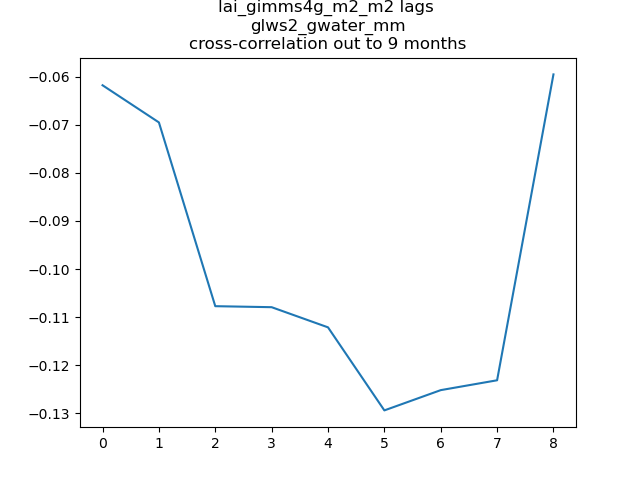 lai_gimms4g_m2_m2 lags
glws2_gwater_mm
cross-correlation out to 9 months
−0.06
−0.07
−0.08
−0.09
−0.10
−0.11
−0.12
−0.13
0 1 2 3 4 5 6 7 8